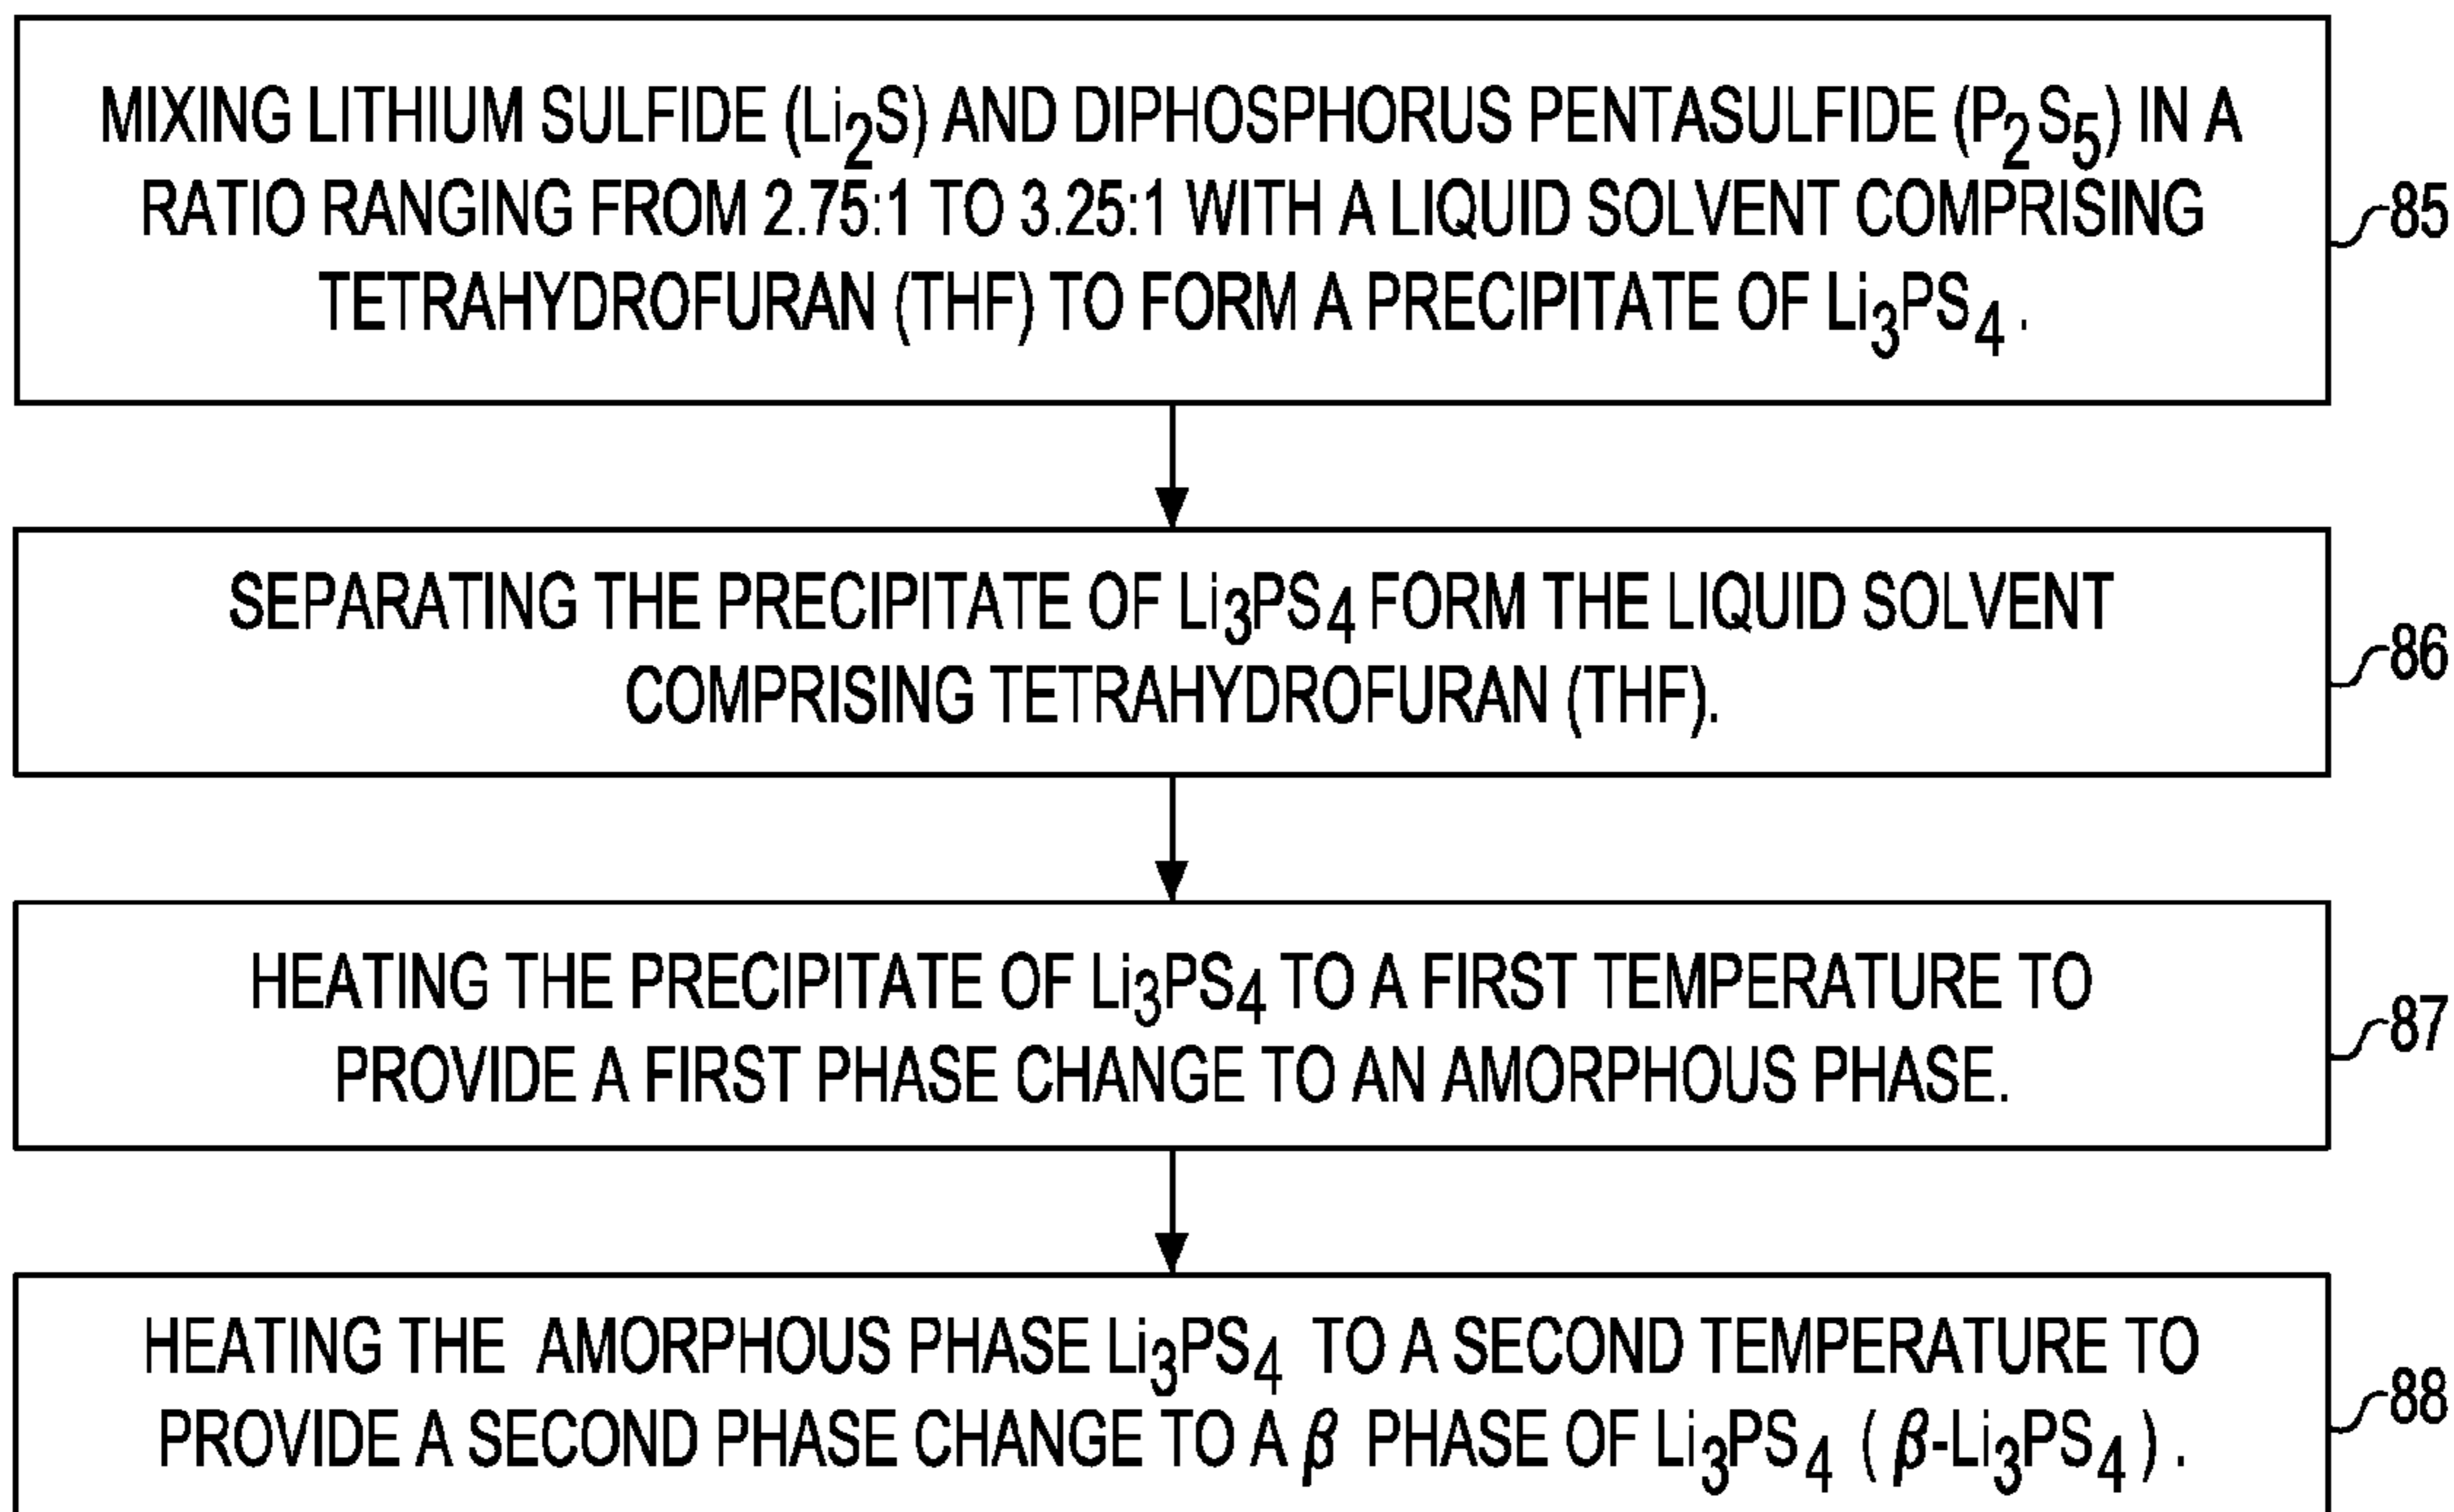 MIXING LITHIUM SULFIDE (Li₂S) AND DIPHOSPHORUS PENTASULFIDE (P₂S₅) IN A
RATIO RANGING FROM 2.75:1 TO 3.25:1 WITH A LIQUID SOLVENT COMPRISING
TETRAHYDROFURAN (THF) TO FORM A PRECIPITATE OF Li₃PS₄.
85
SEPARATING THE PRECIPITATE OF Li₃PS₄ FORM THE LIQUID SOLVENT
COMPRISING TETRAHYDROFURAN (THF).
86
HEATING THE PRECIPITATE OF Li₃PS₄ TO A FIRST TEMPERATURE TO
PROVIDE A FIRST PHASE CHANGE TO AN AMORPHOUS PHASE.
87
HEATING THE AMORPHOUS PHASE Li₃PS₄ TO A SECOND TEMPERATURE TO
PROVIDE A SECOND PHASE CHANGE TO A β PHASE OF Li₃PS₄ (β-Li₃PS₄).
88